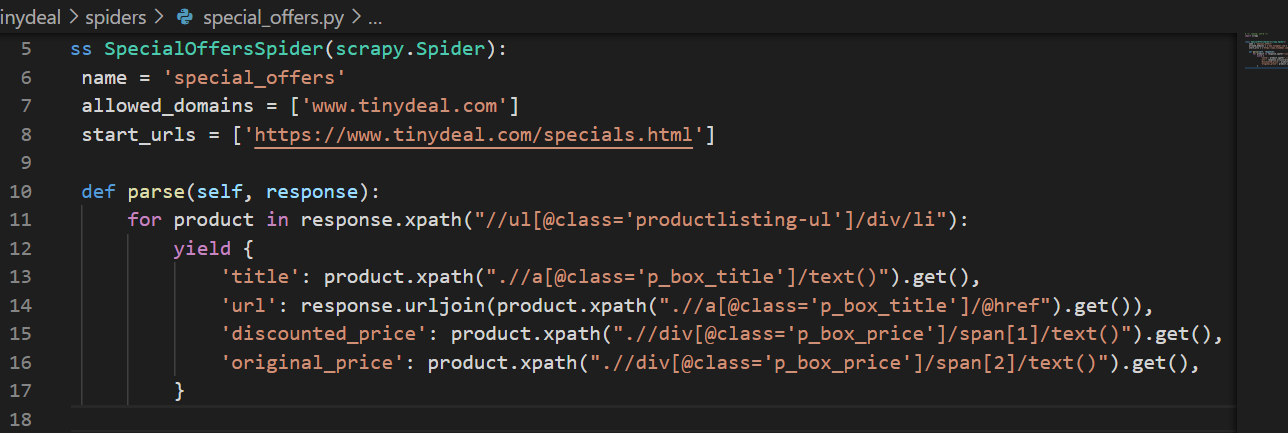 inydeal > spiders > special_offers.py > ...
5 ss SpecialOffersSpider(scrapy.Spider):
6 name = 'special_offers'
7 allowed_domains = ['www.tinydeal.com']
8 start_urls = ['https://www.tinydeal.com/specials.html']
9
10 def parse(self, response):
11 for product in response.xpath("//ul[@class='productlisting-ul']/div/li"):
12 yield {
13 'title': product.xpath(".//a[@class='p_box_title']/text()").get(),
14 'url': response.urljoin(product.xpath(".//a[@class='p_box_title']/@href").get()),
15 'discounted_price': product.xpath(".//div[@class='p_box_price']/span[1]/text()").get(),
16 'original_price': product.xpath(".//div[@class='p_box_price']/span[2]/text()").get(),
17 }
18